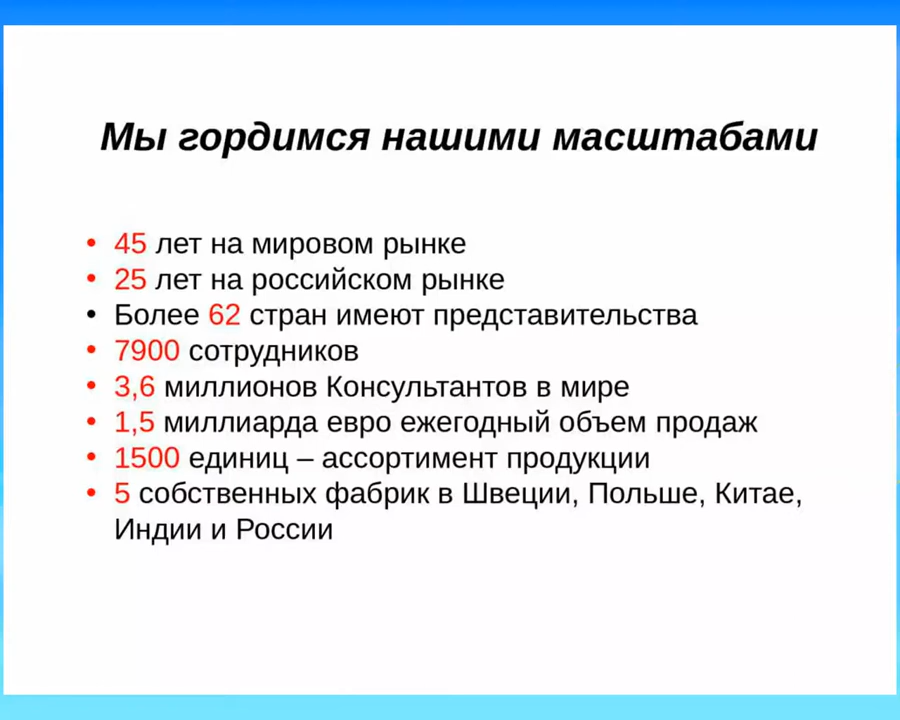 Мы гордимся нашими масштабами
• 45 лет на мировом рынке
• 25 лет на российском рынке
• Более 62 стран имеют представительства
• 7900 сотрудников
• 3,6 миллионов Консультантов в мире
• 1,5 миллиарда евро ежегодный объем продаж
• 1500 единиц – ассортимент продукции
• 5 собственных фабрик в Швеции, Польше, Китае,
Индии и России